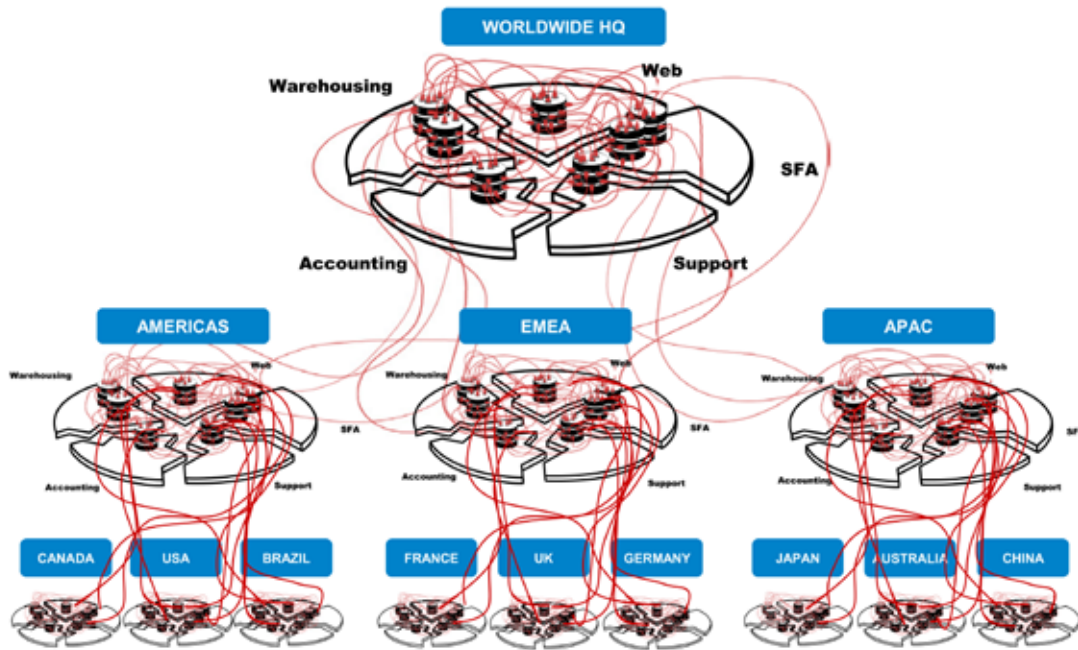 WORLDWIDE HQ
Warehousing
Web
SFA
Accounting
Support
AMERICAS
EMEA
APAC
Warehousing
Web
SFA
Accounting
Support
Warehousing
Web
SFA
Accounting
Support
Warehousing
Web
SF
Accounting
Support
CANADA
USA
BRAZIL
FRANCE
UK
GERMANY
JAPAN
AUSTRALIA
CHINA